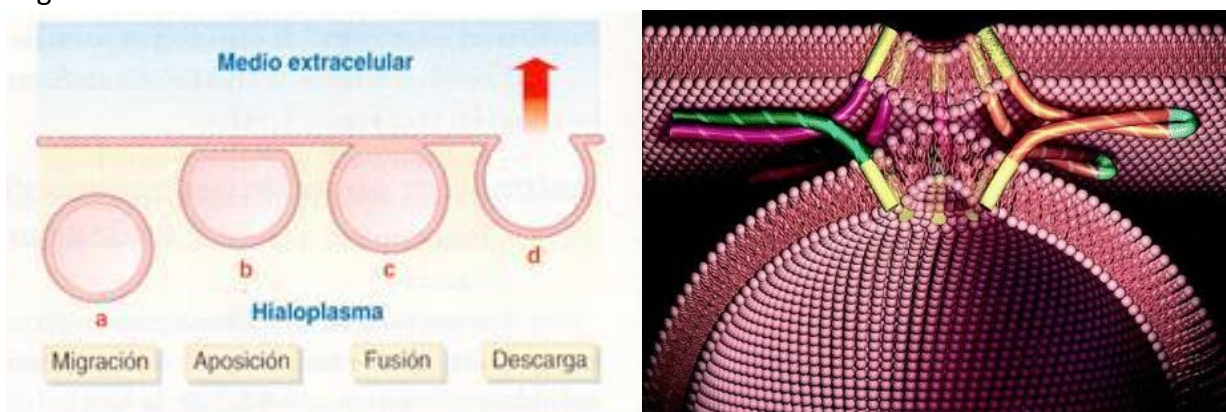 Medio extracelular
a
b
c
d
Hialoplasma
Migración
Aposición
Fusión
Descarga